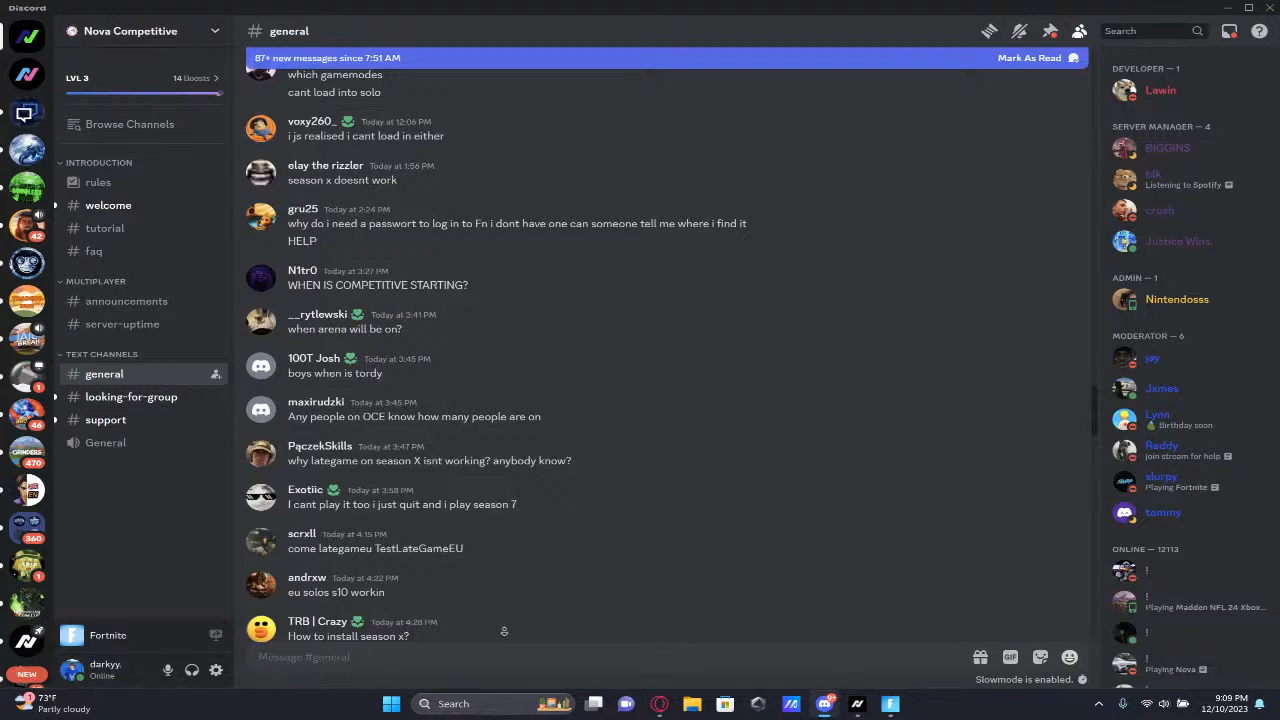 Discord
Nova Competitive
general
Search
87+ new messages since 7:51 AM
Mark As Read
LVL 3
14 Boosts
Browse Channels
INTRODUCTION
rules
welcome
tutorial
faq
MULTIPLAYER
announcements
server-uptime
TEXT CHANNELS
general
looking-for-group
support
General
42
1
46
GRINDERS
470
EN
360
1
NEW
Fortnite
darkyy.
Online
which gamemodes
cant load into solo
voxy260_ Today at 12:06 PM
i js realised i cant load in either
elay the rizzler Today at 1:56 PM
season x doesnt work
gru25 Today at 2:24 PM
why do i need a passwort to log in to Fn i dont have one can someone tell me where i find it
HELP
N1tr0 Today at 3:27 PM
WHEN IS COMPETITIVE STARTING?
__rytlewski Today at 3:41 PM
when arena will be on?
100T Josh Today at 3:45 PM
boys when is tordy
maxirudzki Today at 3:45 PM
Any people on OCE know how many people are on
PączekSkills Today at 3:47 PM
why lategame on season X isnt working? anybody know?
Exotiic Today at 3:58 PM
I cant play it too i just quit and i play season 7
scrxll Today at 4:15 PM
come lategameu TestLateGameEU
andrxw Today at 4:22 PM
eu solos s10 workin
TRB | Crazy Today at 4:28 PM
How to install season x?
Message #general
GIF
Slowmode is enabled.
DEVELOPER — 1
Lawin
SERVER MANAGER — 4
BIGGINS
blk
Listening to Spotify
crush
Justice Wins.
ADMIN — 1
Nintendosss
MODERATOR — 6
jay
Jxmes
Lynn
Birthday soon
Reddy
join stream for help
slurpy
Playing Fortnite
tommy
ONLINE — 12113
!
!
Playing Madden NFL 24 Xbox...
!
!
Playing Nova
73°F
Partly cloudy
Search
9:09 PM
12/10/2023